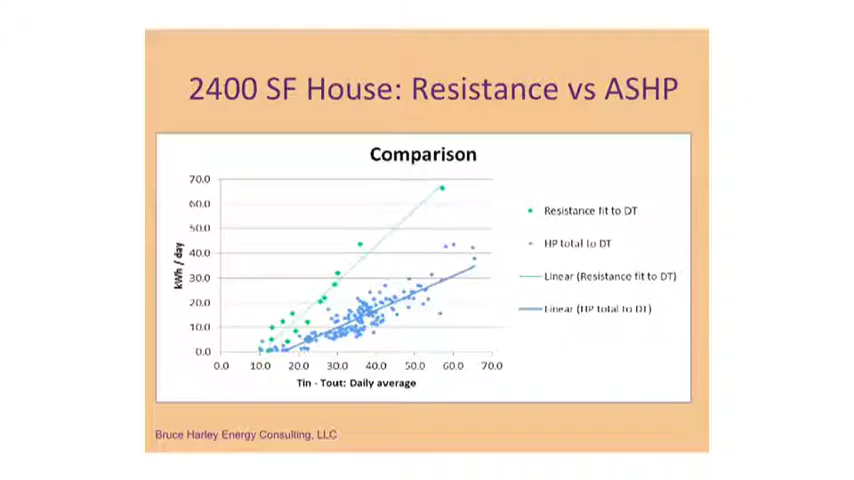 2400 SF House: Resistance vs ASHP
Comparison
70.0
60.0
50.0
40.0
30.0
20.0
10.0
0.0
kWh / day
0.0 10.0 20.0 30.0 40.0 50.0 60.0 70.0
Tin - Tout: Daily average
Resistance fit to DT
HP total to DT
Linear (Resistance fit to DT)
Linear (HP total to DT)
Bruce Harley Energy Consulting, LLC